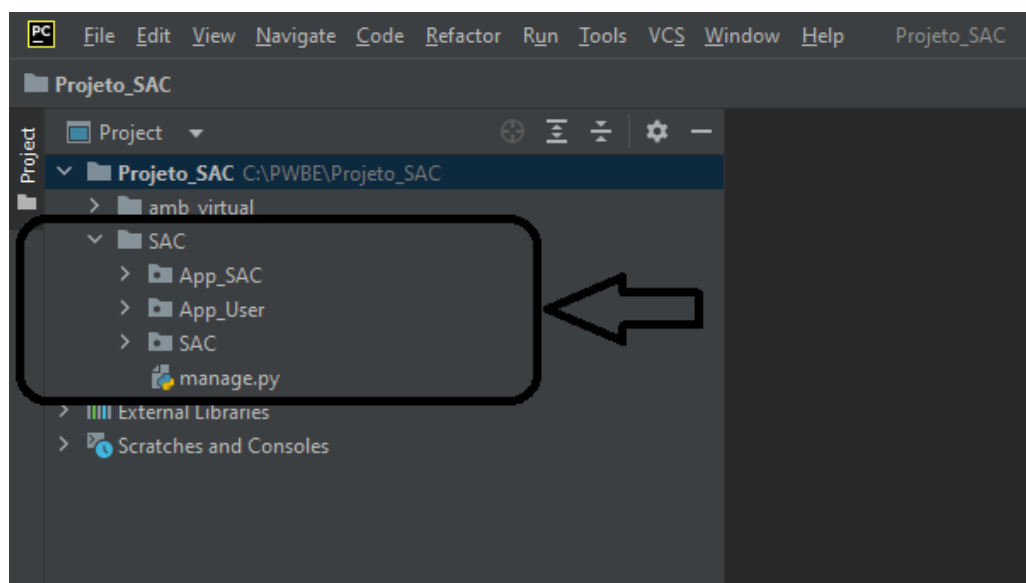 PC File Edit View Navigate Code Refactor Run Tools VCS Window Help Projeto_SAC
Projeto_SAC
Project
Project
Projeto_SAC C:\PWBE\Projeto_SAC
amb_virtual
SAC
App_SAC
App_User
SAC
manage.py
External Libraries
Scratches and Consoles